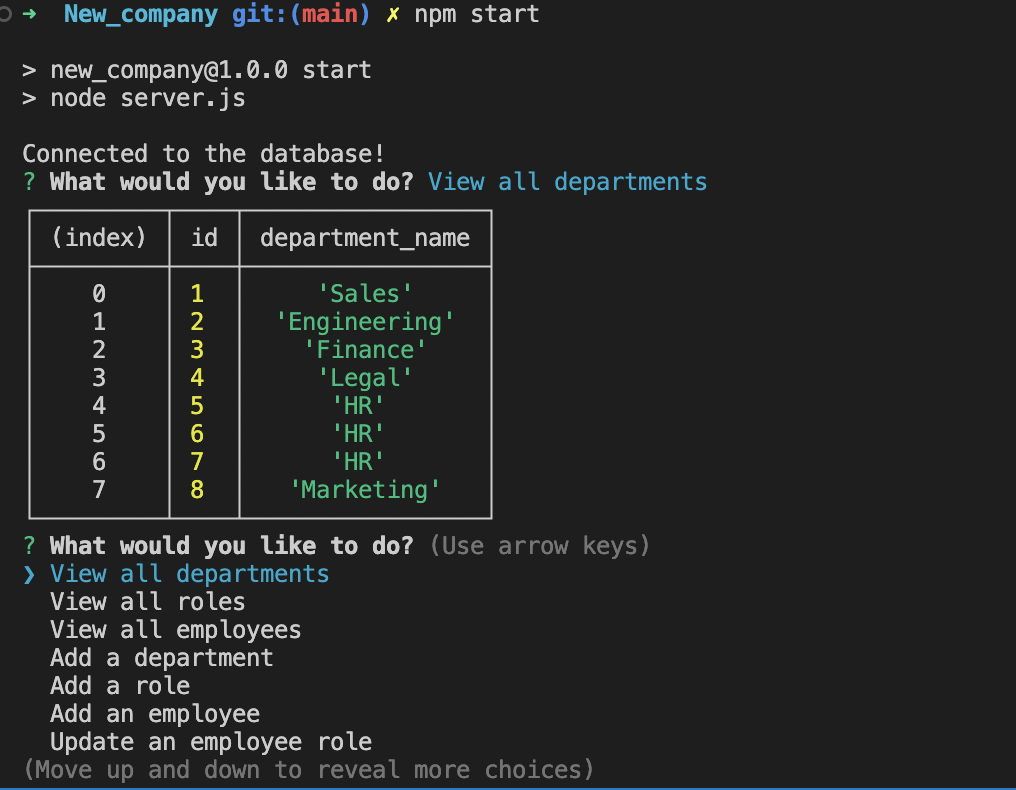 ➜ New_company git:(main) ✗ npm start
> new_company@1.0.0 start
> node server.js
Connected to the database!
? What would you like to do? View all departments
(index) id department_name
0 1 'Sales'
1 2 'Engineering'
2 3 'Finance'
3 4 'Legal'
4 5 'HR'
5 6 'HR'
6 7 'HR'
7 8 'Marketing'
? What would you like to do? (Use arrow keys)
❯ View all departments
View all roles
View all employees
Add a department
Add a role
Add an employee
Update an employee role
(Move up and down to reveal more choices)